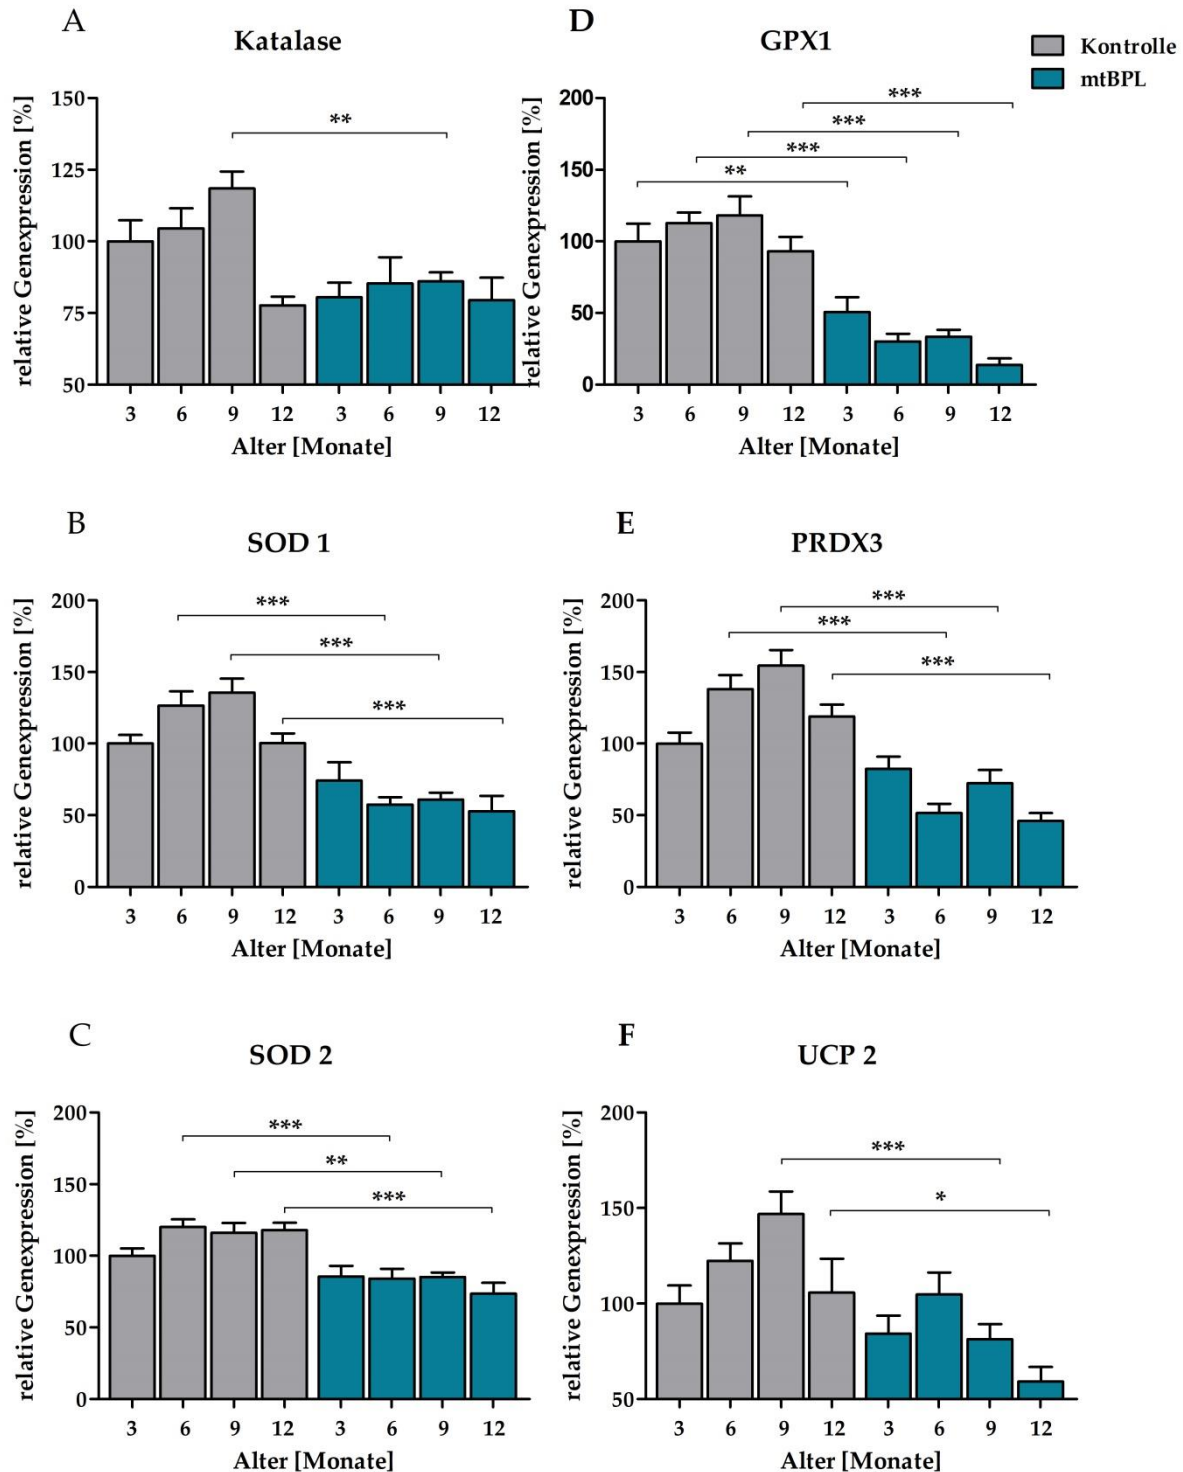 A
Katalase
relative Genexpression [%]
150
125
100
75
50
**
3 6 9 12 3 6 9 12
Alter [Monate]
D
GPX1
relative Genexpression [%]
200
150
100
50
0
***
***
***
**
3 6 9 12 3 6 9 12
Alter [Monate]
Kontrolle
mtBPL
B
SOD 1
relative Genexpression [%]
200
150
100
50
0
***
***
***
3 6 9 12 3 6 9 12
Alter [Monate]
E
PRDX3
relative Genexpression [%]
200
150
100
50
0
***
***
***
3 6 9 12 3 6 9 12
Alter [Monate]
C
SOD 2
relative Genexpression [%]
200
150
100
50
0
***
**
***
3 6 9 12 3 6 9 12
Alter [Monate]
F
UCP 2
relative Genexpression [%]
200
150
100
50
***
*
3 6 9 12 3 6 9 12
Alter [Monate]